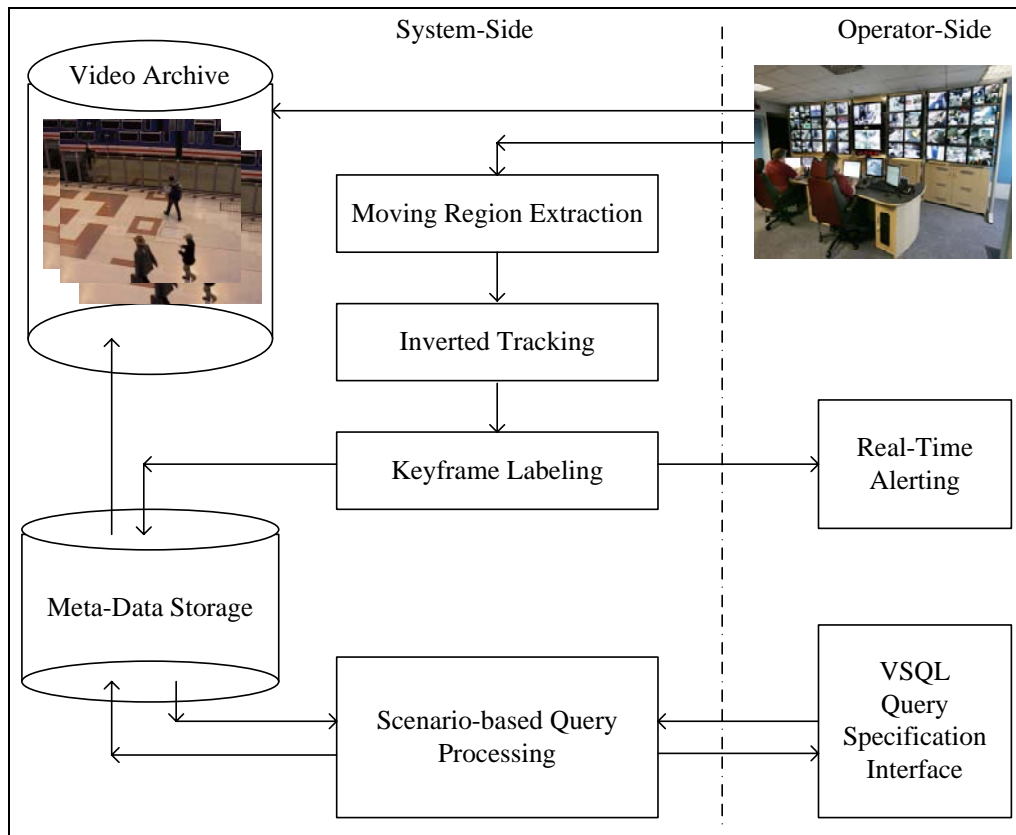 System-Side
Operator-Side
Video Archive
Moving Region Extraction
Inverted Tracking
Keyframe Labeling
Real-Time
Alerting
Meta-Data Storage
Scenario-based Query
Processing
VSQL
Query
Specification
Interface